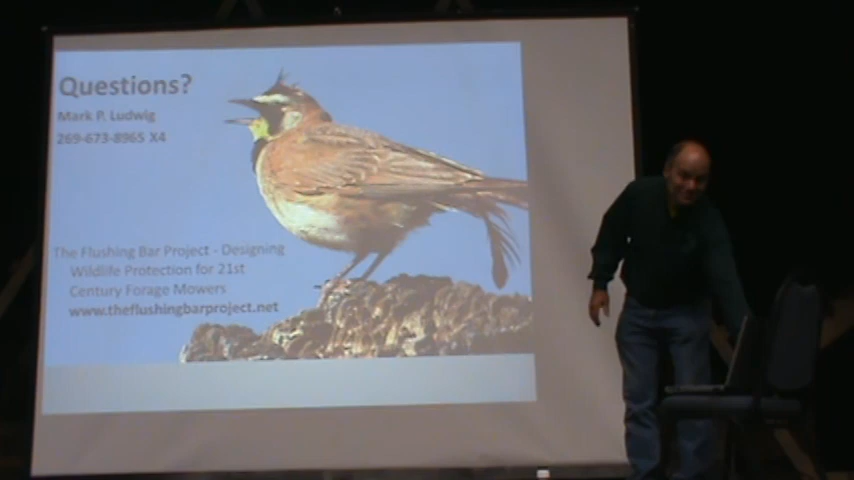 Questions?
Mark P. Ludwig
269-673-8965 X4
The Flushing Bar Project - Designing
Wildlife Protection for 21st
Century Forage Mowers
www.theflushingbarproject.net